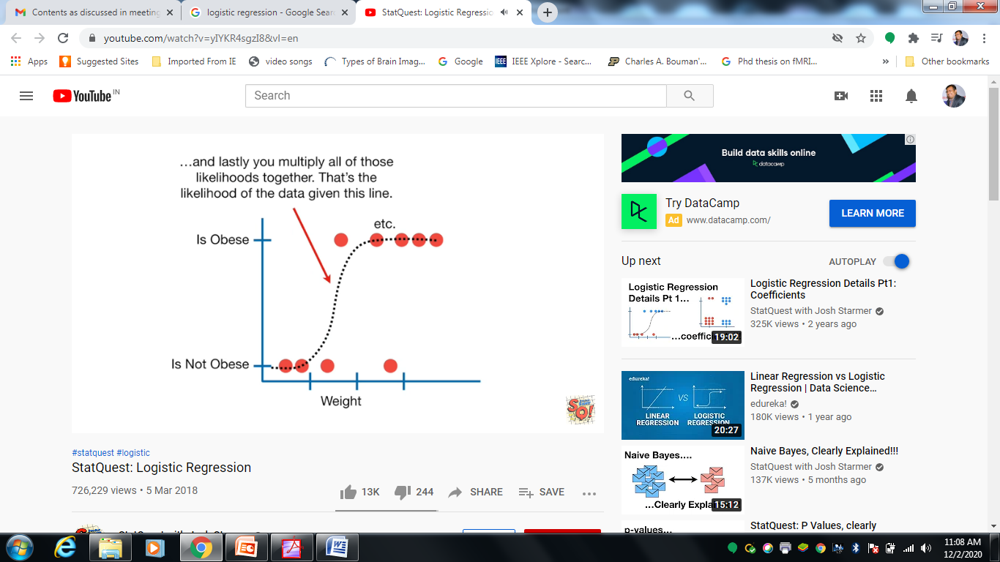 Contents as discussed in meeting
logistic regression - Google Sear
StatQuest: Logistic Regressio
youtube.com/watch?v=yIYKR4sgzI8&vl=en
Apps
Suggested Sites
Imported From IE
video songs
Types of Brain Imag...
Google
IEEE Xplore - Searc...
Charles A. Bouman'...
Phd thesis on fMRI...
»
Other bookmarks
YouTube IN
Search
…and lastly you multiply all of those
likelihoods together. That's the
likelihood of the data given this line.
etc.
Is Obese
Is Not Obese
Weight
SQ!
#statquest #logistic
StatQuest: Logistic Regression
726,229 views • 5 Mar 2018
13K
244
SHARE
SAVE
Build data skills online
datacamp
Try DataCamp
Ad www.datacamp.com/
LEARN MORE
Up next
AUTOPLAY
Logistic Regression
Details Pt 1…
…coeffici
19:02
Logistic Regression Details Pt1:
Coefficients
StatQuest with Josh Starmer
325K views • 2 years ago
edureka!
VS
LINEAR
REGRESSION
LOGISTIC
REGRESSION
20:27
Linear Regression vs Logistic
Regression | Data Science...
edureka!
180K views • 1 year ago
Naive Bayes….
…Clearly Expla
15:12
Naive Bayes, Clearly Explained!!!
StatQuest with Josh Starmer
137K views • 5 months ago
p-values…
StatQuest: P Values, clearly
11:08 AM
12/2/2020